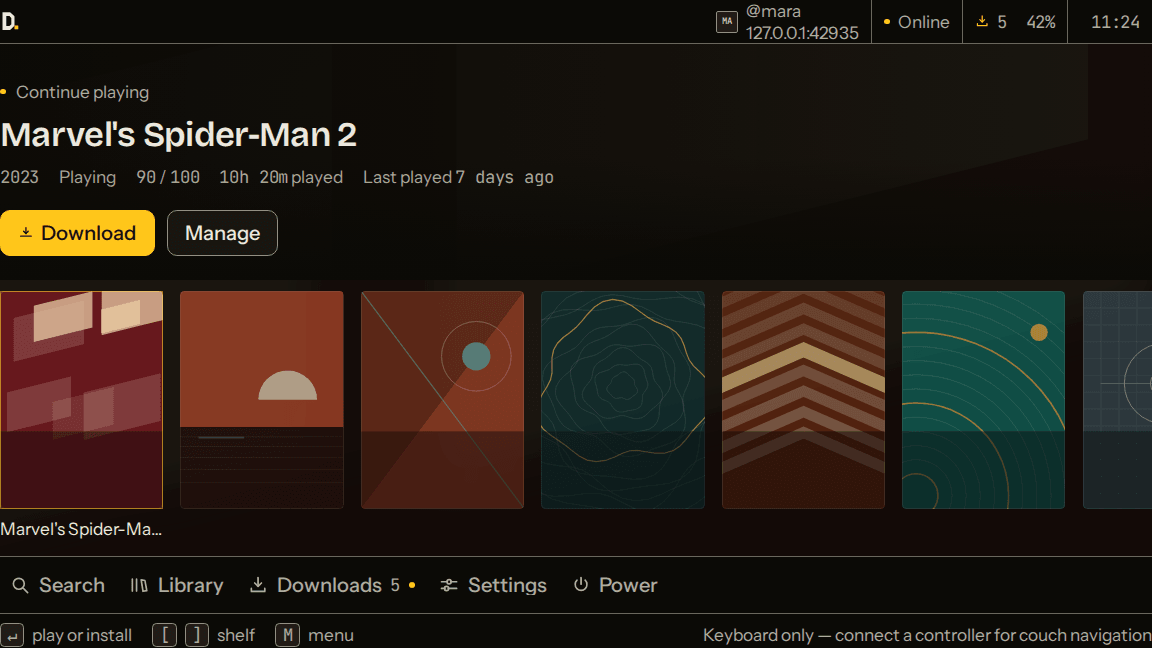 D.
MA @mara
127.0.0.1:42935
Online
5 42%
11:24
Continue playing
Marvel's Spider-Man 2
2023 Playing 90/100 10h 20m played Last played 7 days ago
Download Manage
Marvel's Spider-Ma...
Search Library Downloads 5 Settings Power
↵ play or install [ ] shelf M menu
Keyboard only — connect a controller for couch navigation